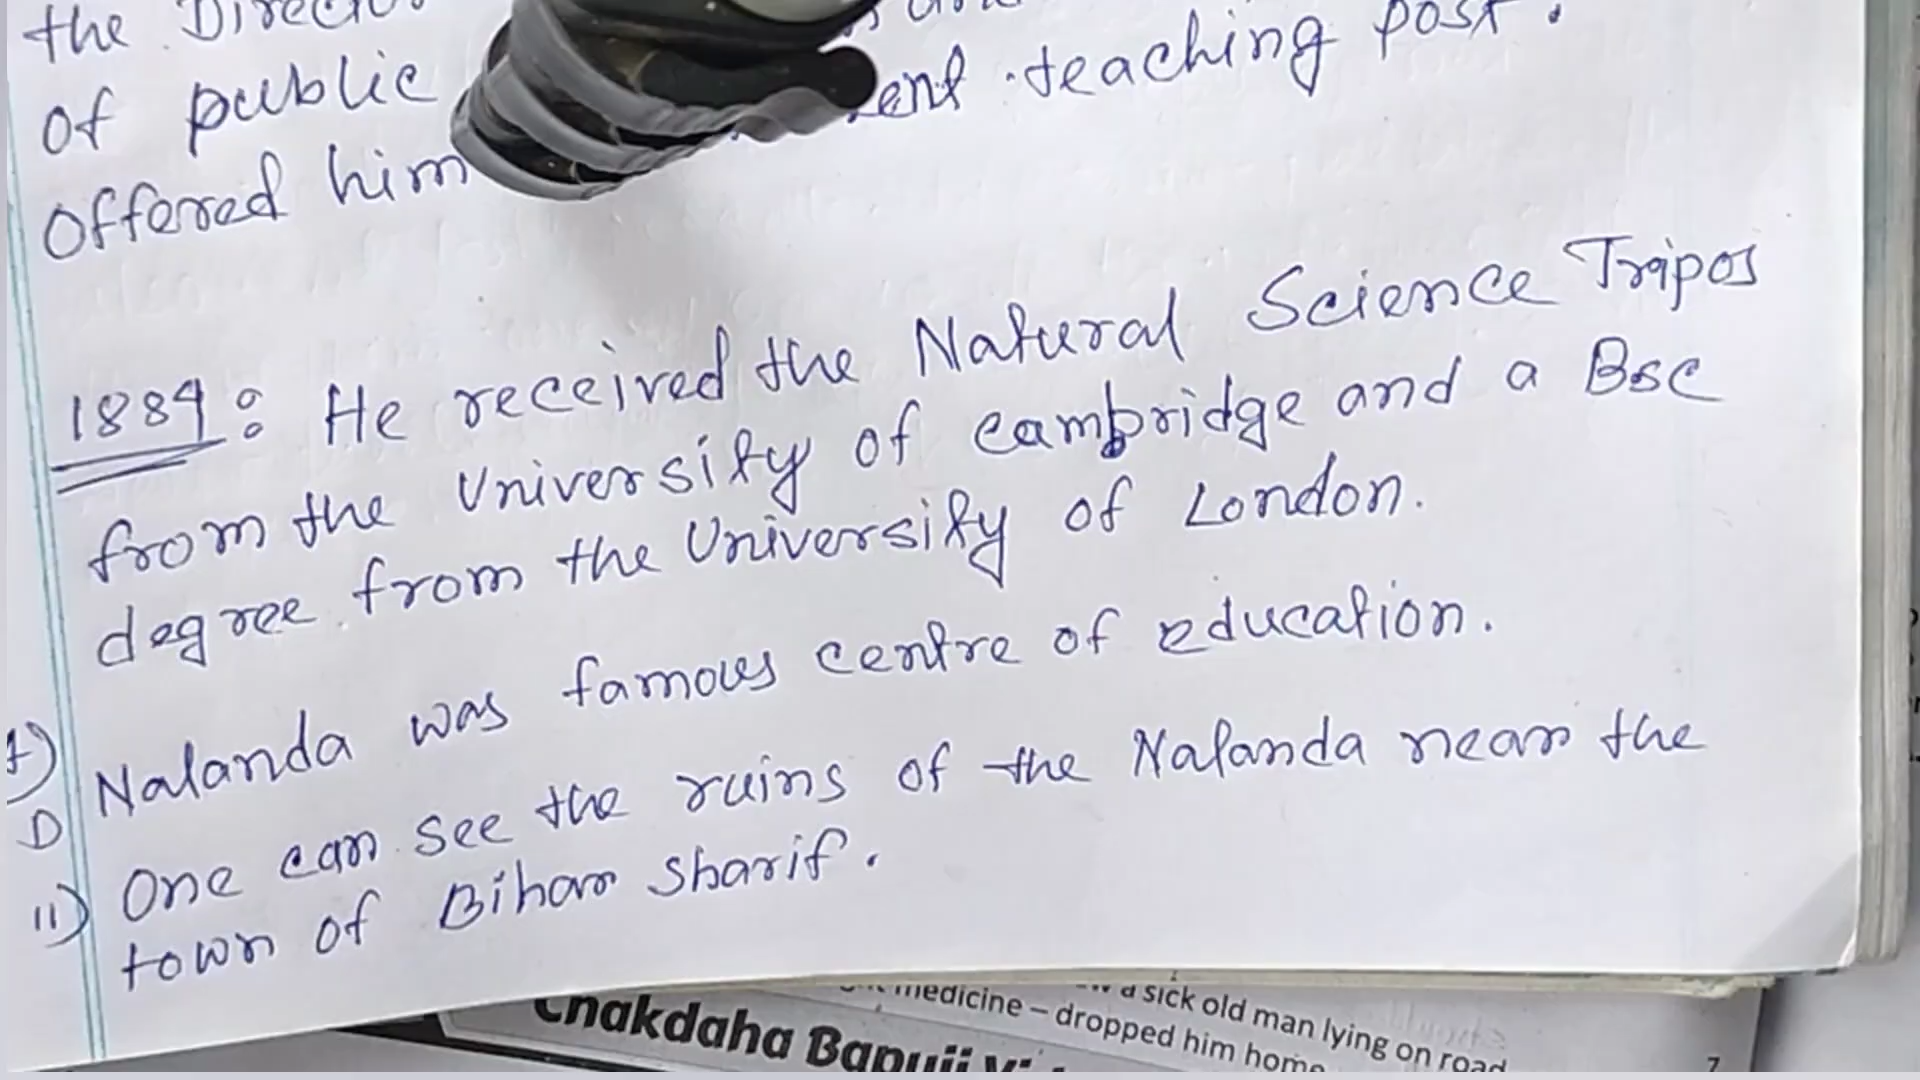 the
of public teaching post.
Offered him
1884: He received the Natural Science Tripos
from the University of Cambridge and a Bsc
degree from the University of London.
Nalanda was famous centre of education.
One can see the ruins of the Nalanda near the
11) town of Bihar Sharif.
a sick old man lying on road
medicine – dropped him home
Chakdaha Bapuji
7